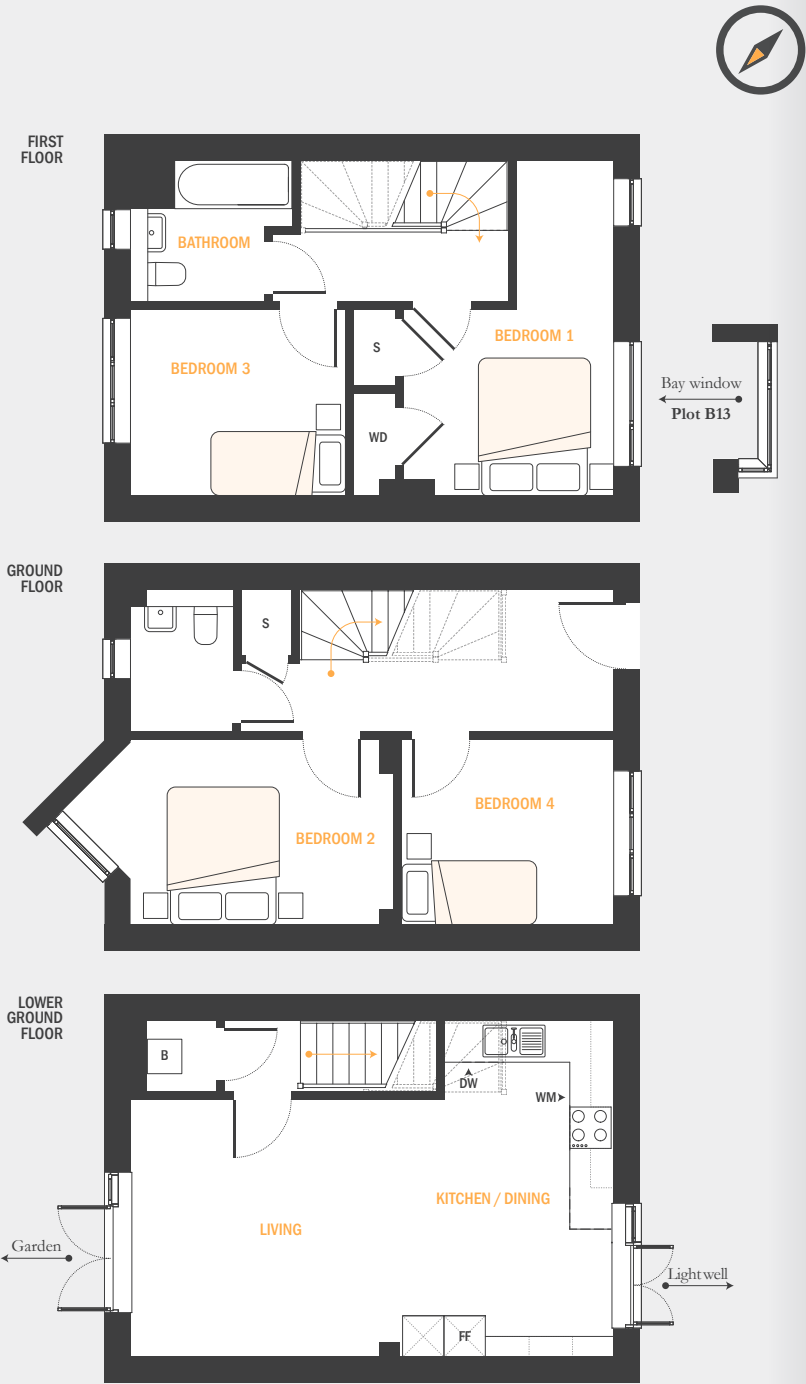 FIRST
FLOOR
BATHROOM
BEDROOM 1
BEDROOM 3
S
WD
Bay window
Plot B13
GROUND
FLOOR
S
BEDROOM 2
BEDROOM 4
LOWER
GROUND
FLOOR
B
DW
WM
KITCHEN / DINING
LIVING
Garden
Lightwell
FF